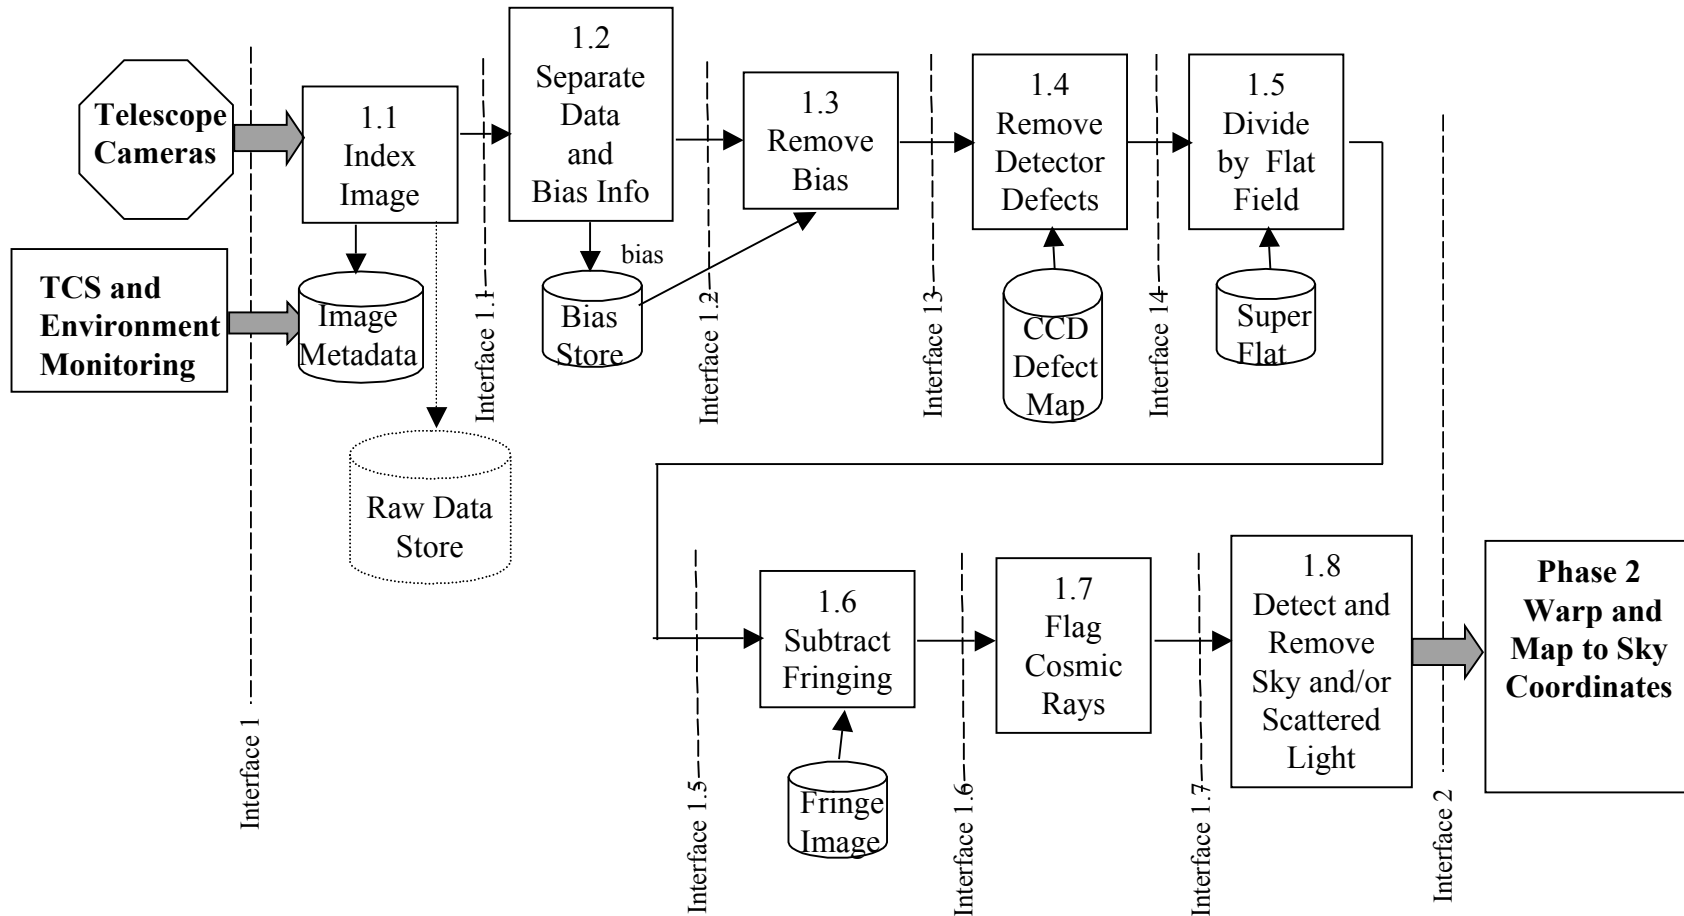 Telescope
Cameras
TCS and
Environment
Monitoring
Interface 1
1.1
Index
Image
Image
Metadata
Raw Data
Store
Interface 1.1
1.2
Separate
Data
and
Bias Info
bias
Bias
Store
Interface 1.2
1.3
Remove
Bias
Interface 13
1.4
Remove
Detector
Defects
CCD
Defect
Map
Interface 14
1.5
Divide
by Flat
Field
Super
Flat
Interface 1.5
1.6
Subtract
Fringing
Fringe
Image
Interface 1.6
1.7
Flag
Cosmic
Rays
Interface 1.7
1.8
Detect and
Remove
Sky and/or
Scattered
Light
Interface 2
Phase 2
Warp and
Map to Sky
Coordinates